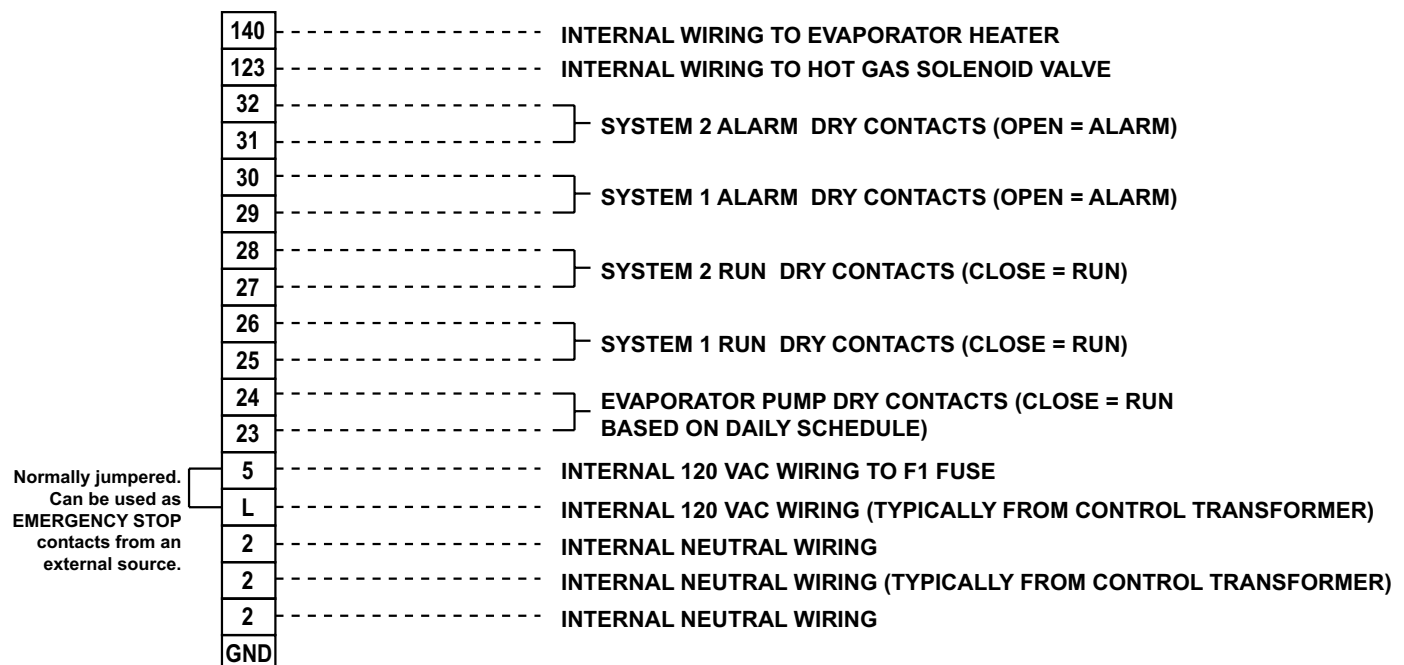 140 INTERNAL WIRING TO EVAPORATOR HEATER
123 INTERNAL WIRING TO HOT GAS SOLENOID VALVE
32
SYSTEM 2 ALARM DRY CONTACTS (OPEN = ALARM)
31
30
SYSTEM 1 ALARM DRY CONTACTS (OPEN = ALARM)
29
28
SYSTEM 2 RUN DRY CONTACTS (CLOSE = RUN)
27
26
SYSTEM 1 RUN DRY CONTACTS (CLOSE = RUN)
25
24
EVAPORATOR PUMP DRY CONTACTS (CLOSE = RUN
BASED ON DAILY SCHEDULE)
23
5 INTERNAL 120 VAC WIRING TO F1 FUSE
Normally jumpered.
Can be used as
EMERGENCY STOP
contacts from an
external source.
L INTERNAL 120 VAC WIRING (TYPICALLY FROM CONTROL TRANSFORMER)
2 INTERNAL NEUTRAL WIRING
2 INTERNAL NEUTRAL WIRING (TYPICALLY FROM CONTROL TRANSFORMER)
2 INTERNAL NEUTRAL WIRING
GND